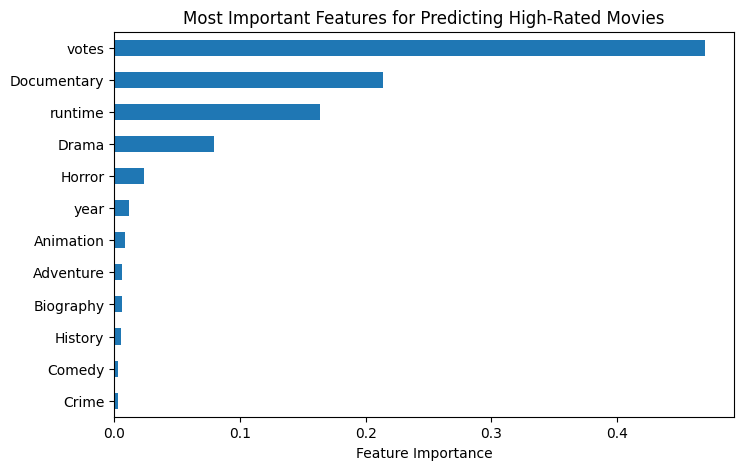 Most Important Features for Predicting High-Rated Movies
votes
Documentary
runtime
Drama
Horror
year
Animation
Adventure
Biography
History
Comedy
Crime
0.0 0.1 0.2 0.3 0.4
Feature Importance